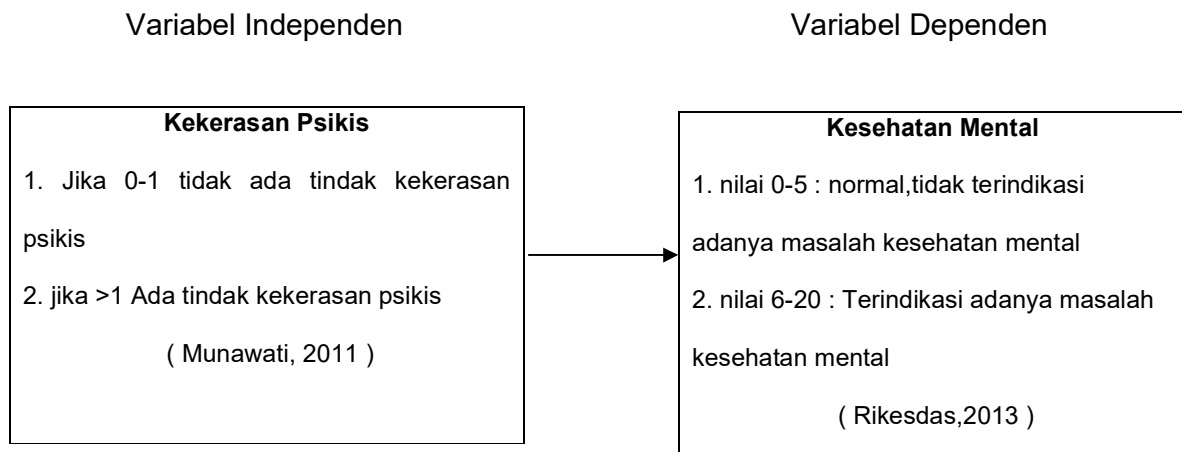 Variabel Independen
Variabel Dependen
Kekerasan Psikis
1. Jika 0-1 tidak ada tindak kekerasan
psikis
2. jika >1 Ada tindak kekerasan psikis
( Munawati, 2011 )
Kesehatan Mental
1. nilai 0-5 : normal,tidak terindikasi
adanya masalah kesehatan mental
2. nilai 6-20 : Terindikasi adanya masalah
kesehatan mental
( Rikesdas,2013 )